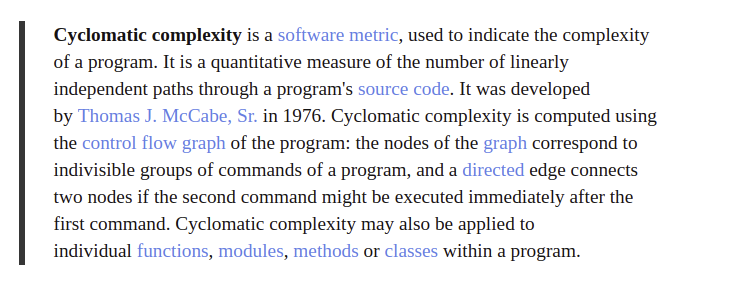 Cyclomatic complexity is a software metric, used to indicate the complexity
of a program. It is a quantitative measure of the number of linearly
independent paths through a program's source code. It was developed
by Thomas J. McCabe, Sr. in 1976. Cyclomatic complexity is computed using
the control flow graph of the program: the nodes of the graph correspond to
indivisible groups of commands of a program, and a directed edge connects
two nodes if the second command might be executed immediately after the
first command. Cyclomatic complexity may also be applied to
individual functions, modules, methods or classes within a program.